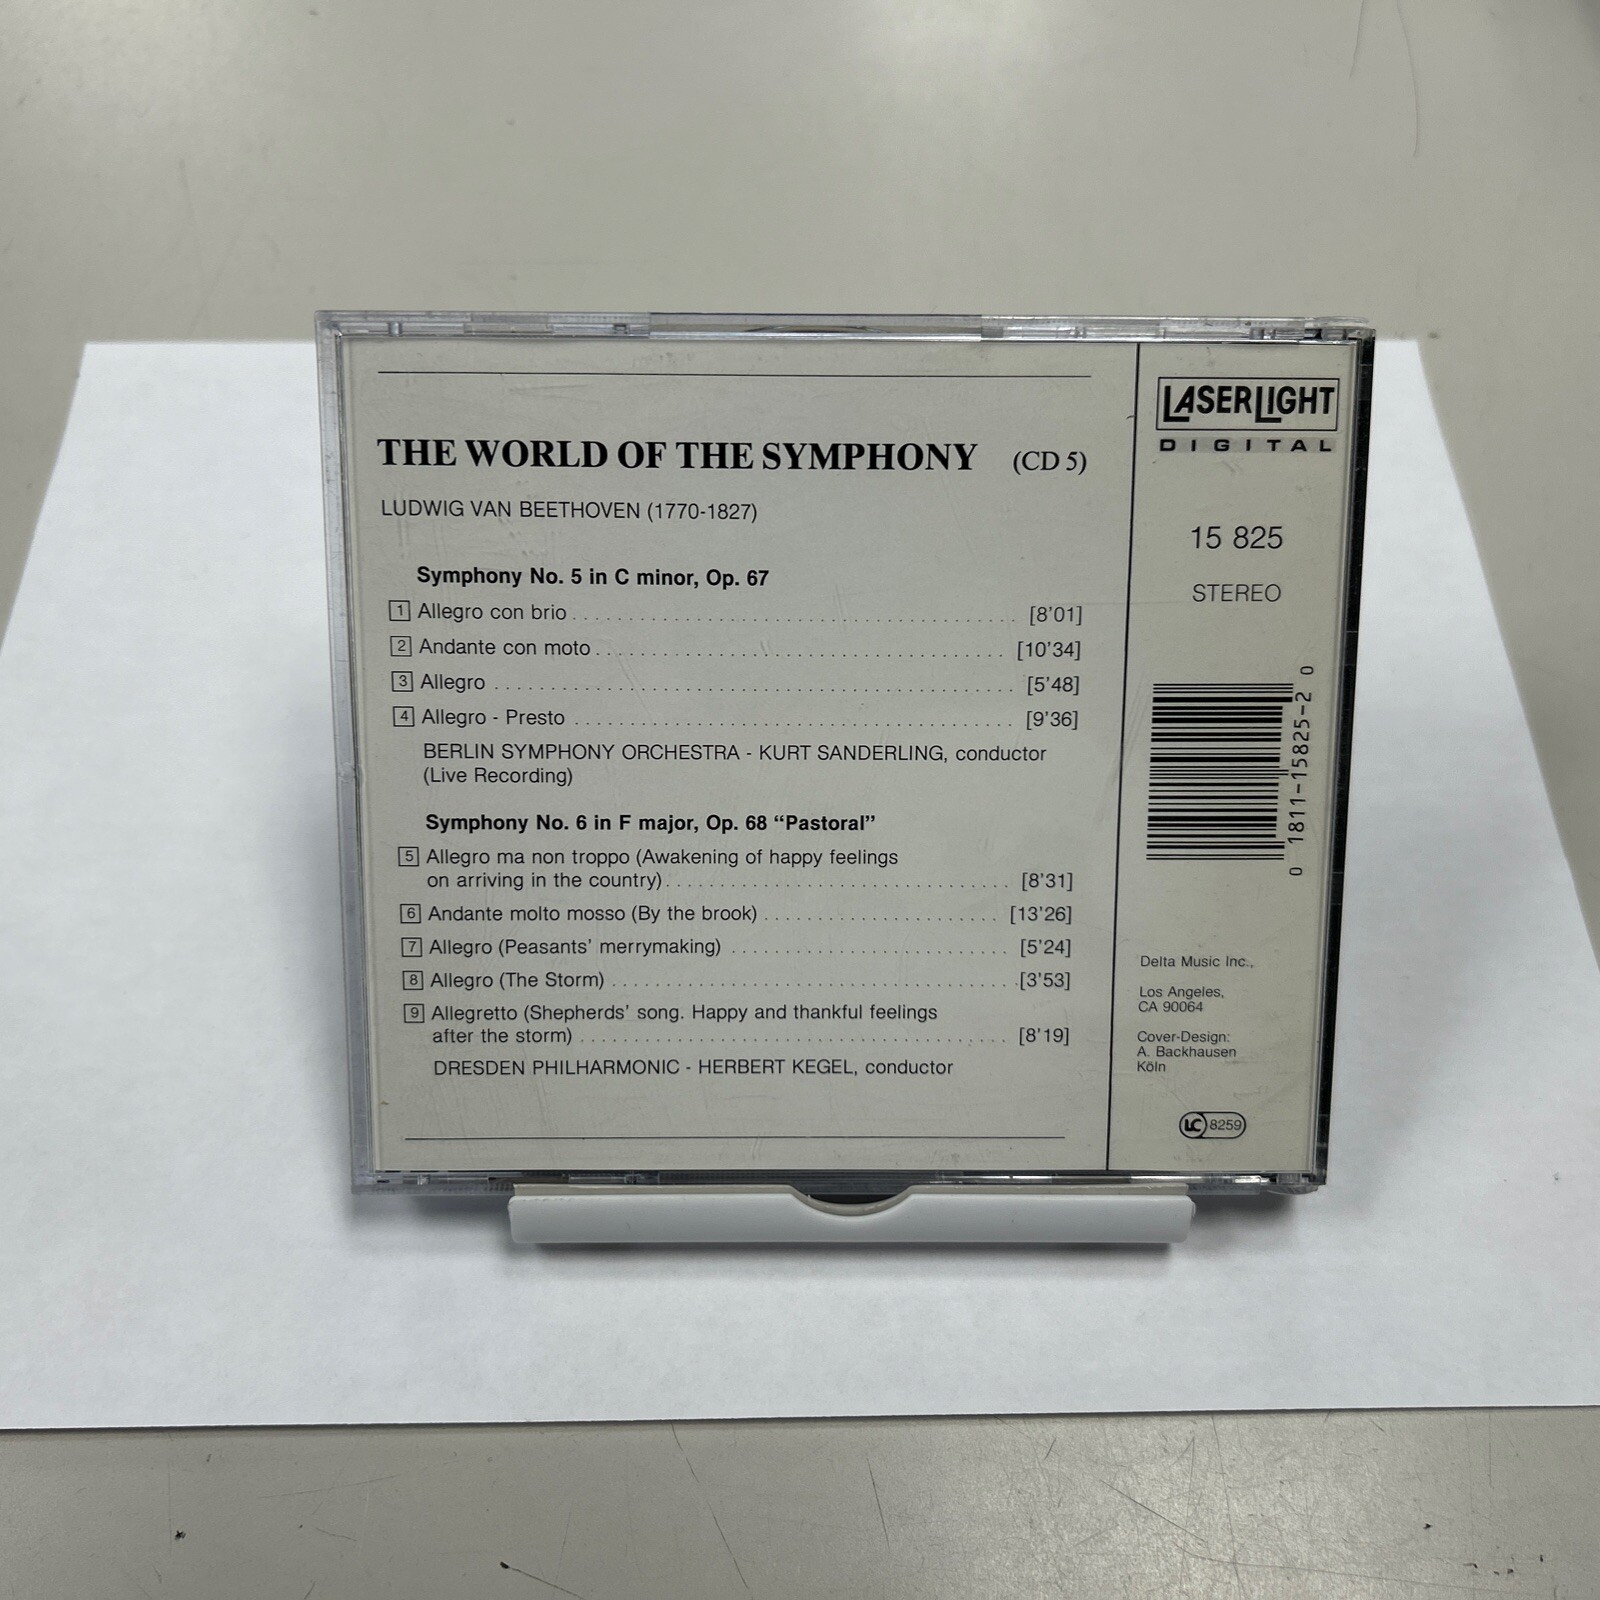 THE WORLD OF THE SYMPHONY (CD 5)
LUDWIG VAN BEETHOVEN (1770-1827)
Symphony No. 5 in C minor, Op. 67
1 Allegro con brio [8'01]
2 Andante con moto [10'34]
3 Allegro [5'48]
4 Allegro - Presto [9'36]
BERLIN SYMPHONY ORCHESTRA - KURT SANDERLING, conductor
(Live Recording)
Symphony No. 6 in F major, Op. 68 “Pastoral”
5 Allegro ma non troppo (Awakening of happy feelings
on arriving in the country) [8'31]
6 Andante molto mosso (By the brook) [13'26]
7 Allegro (Peasants' merrymaking) [5'24]
8 Allegro (The Storm) [3'53]
9 Allegretto (Shepherds' song. Happy and thankful feelings
after the storm) [8'19]
DRESDEN PHILHARMONIC - HERBERT KEGEL, conductor
LASERLIGHT
DIGITAL
15 825
STEREO
0 1811-15825-2 0
Delta Music Inc.,
Los Angeles,
CA 90064
Cover-Design:
A. Backhausen
Köln
LC 8259